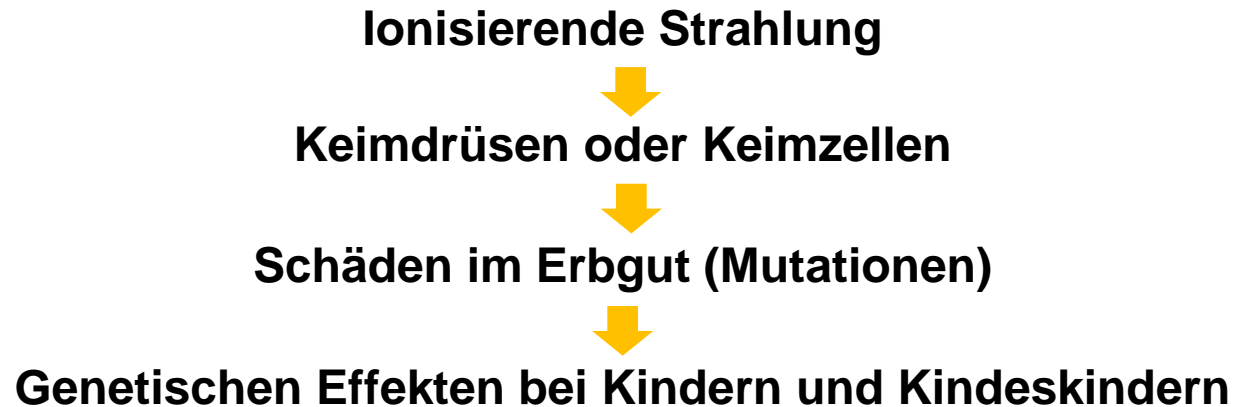 Ionisierende Strahlung
Keimdrüsen oder Keimzellen
Schäden im Erbgut (Mutationen)
Genetischen Effekten bei Kindern und Kindeskindern